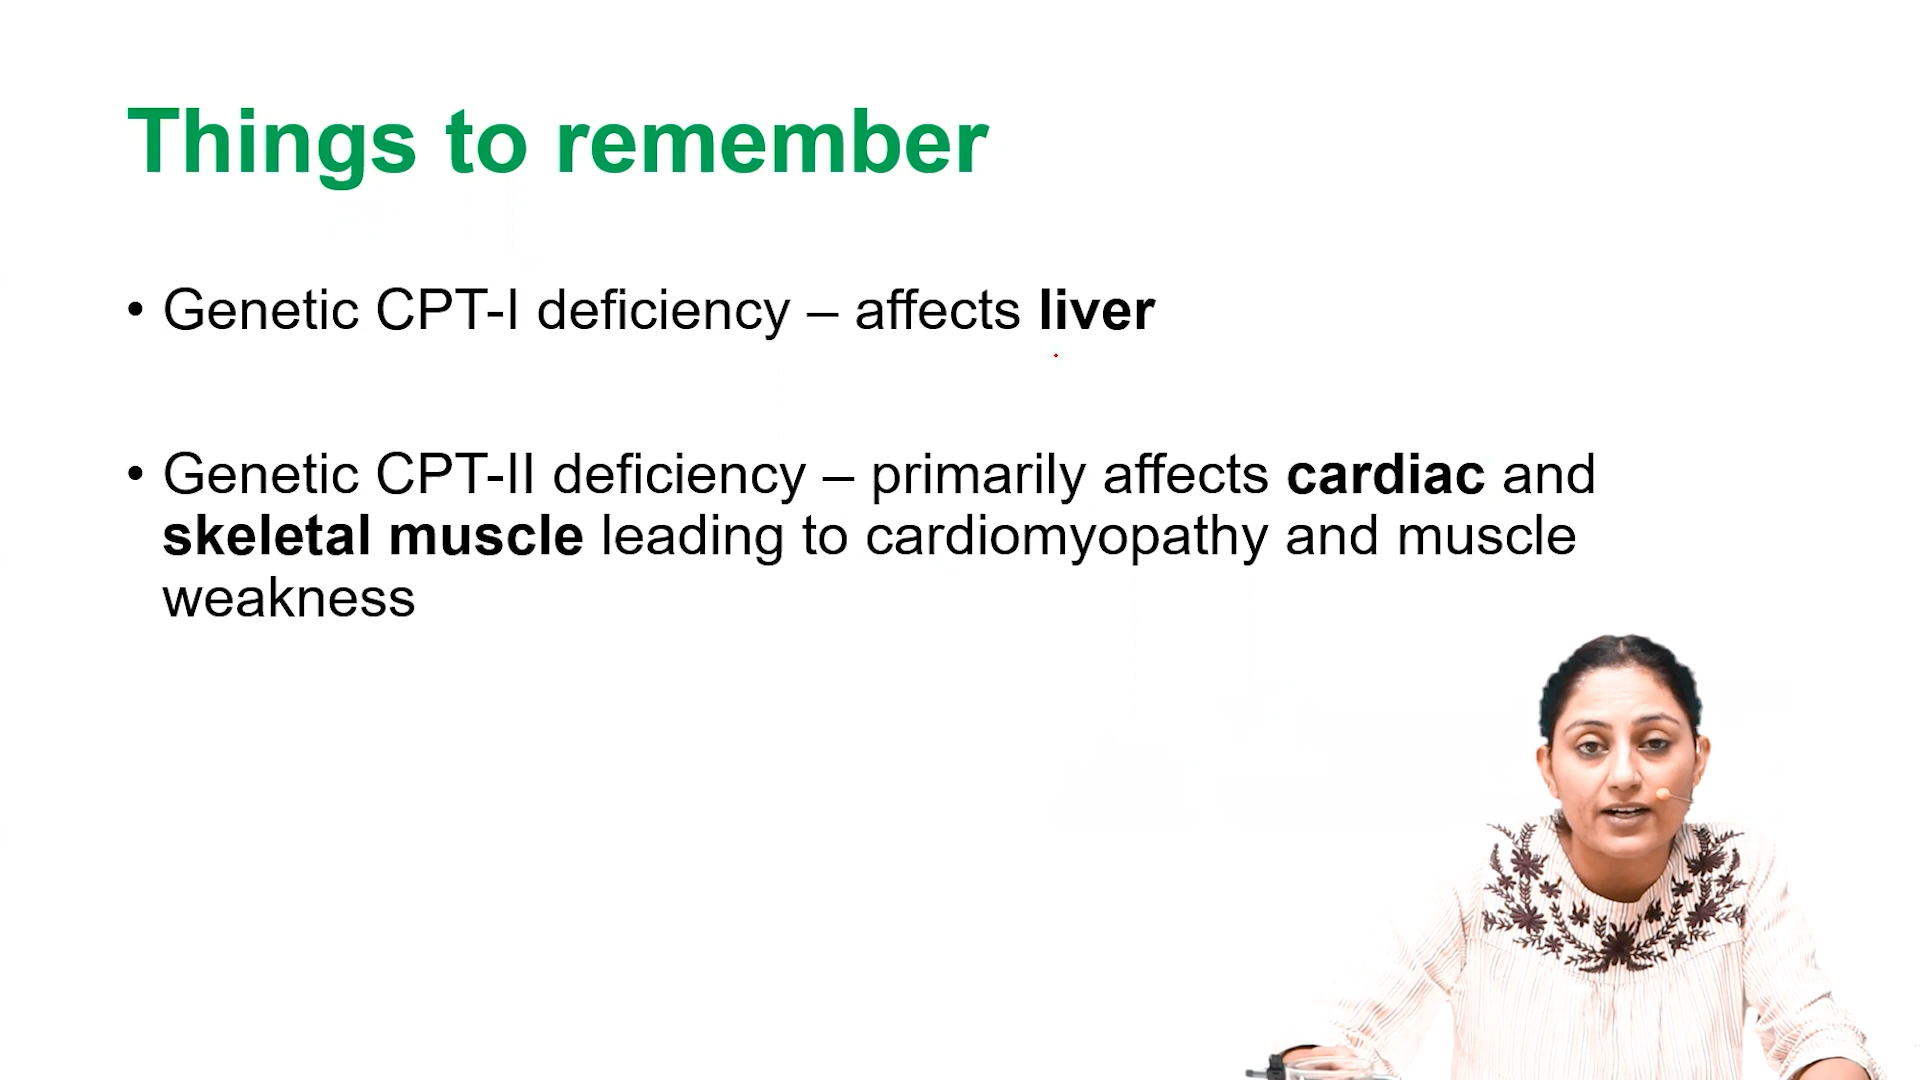 Things to remember
• Genetic CPT-I deficiency – affects liver
• Genetic CPT-II deficiency – primarily affects cardiac and
skeletal muscle leading to cardiomyopathy and muscle
weakness